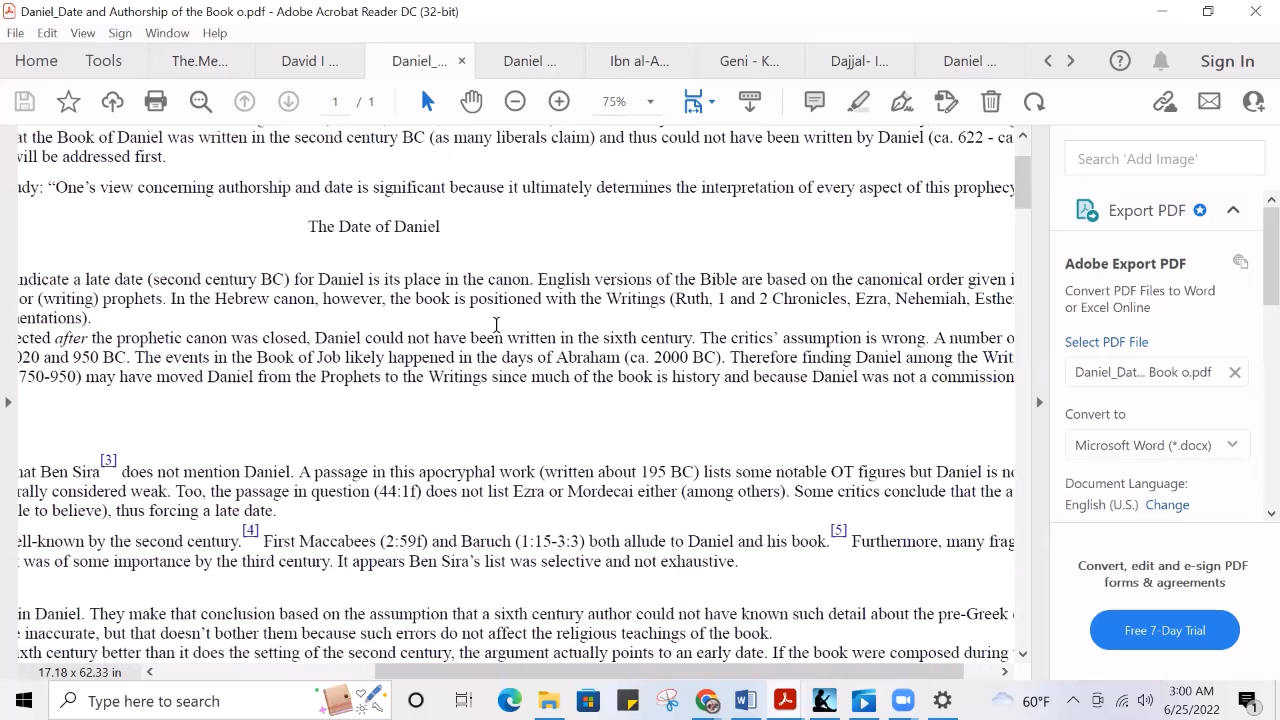 Daniel_Date and Authorship of the Book o.pdf - Adobe Acrobat Reader DC (32-bit)
File Edit View Sign Window Help
Home Tools The.Me... David I ... Daniel_... Daniel ... Ibn al-A... Geni - K... Dajjal- I... Daniel ... Sign In
1 / 1 75%
at the Book of Daniel was written in the second century BC (as many liberals claim) and thus could not have been written by Daniel (ca. 622 - ca
will be addressed first.
Search 'Add Image'
udy: “One’s view concerning authorship and date is significant because it ultimately determines the interpretation of every aspect of this prophecy
Export PDF
The Date of Daniel
Adobe Export PDF
ndicate a late date (second century BC) for Daniel is its place in the canon. English versions of the Bible are based on the canonical order given i
or (writing) prophets. In the Hebrew canon, however, the book is positioned with the Writings (Ruth, 1 and 2 Chronicles, Ezra, Nehemiah, Esthe
nentations).
Convert PDF Files to Word
or Excel Online
ected after the prophetic canon was closed, Daniel could not have been written in the sixth century. The critics’ assumption is wrong. A number o
020 and 950 BC. The events in the Book of Job likely happened in the days of Abraham (ca. 2000 BC). Therefore finding Daniel among the Writ
750-950) may have moved Daniel from the Prophets to the Writings since much of the book is history and because Daniel was not a commission
Select PDF File
Daniel_Dat... Book o.pdf
Convert to
Microsoft Word (*.docx)
hat Ben Sira[3] does not mention Daniel. A passage in this apocryphal work (written about 195 BC) lists some notable OT figures but Daniel is no
rally considered weak. Too, the passage in question (44:1f) does not list Ezra or Mordecai either (among others). Some critics conclude that the a
le to believe), thus forcing a late date.
Document Language:
English (U.S.) Change
ell-known by the second century.[4] First Maccabees (2:59f) and Baruch (1:15-3:3) both allude to Daniel and his book.[5] Furthermore, many frag
was of some importance by the third century. It appears Ben Sira’s list was selective and not exhaustive.
Convert, edit and e-sign PDF
forms & agreements
in Daniel. They make that conclusion based on the assumption that a sixth century author could not have known such detail about the pre-Greek
e inaccurate, but that doesn’t bother them because such errors do not affect the religious teachings of the book.
Free 7-Day Trial
xth century better than it does the setting of the second century, the argument actually points to an early date. If the book were composed during
17.18 x 62.33 in
Type here to search
60°F
3:00 AM
6/25/2022
1